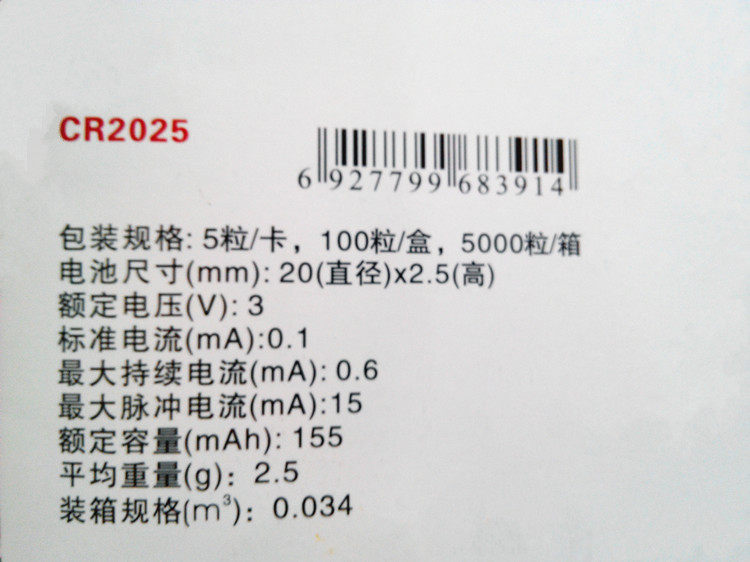 CR2025
6 927799 683914
包装规格: 5粒/卡，100粒/盒，5000粒/箱
电池尺寸(mm): 20(直径)x2.5(高)
额定电压(V): 3
标准电流(mA):0.1
最大持续电流(mA): 0.6
最大脉冲电流(mA):15
额定容量(mAh): 155
平均重量(g)：2.5
装箱规格(m³)：0.034